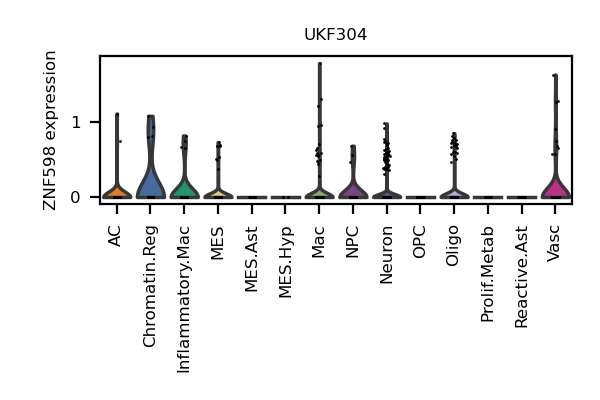 UKF304
ZNF598 expression
1
0
AC
Chromatin.Reg
Inflammatory.Mac
MES
MES.Ast
MES.Hyp
Mac
NPC
Neuron
OPC
Oligo
Prolif.Metab
Reactive.Ast
Vasc